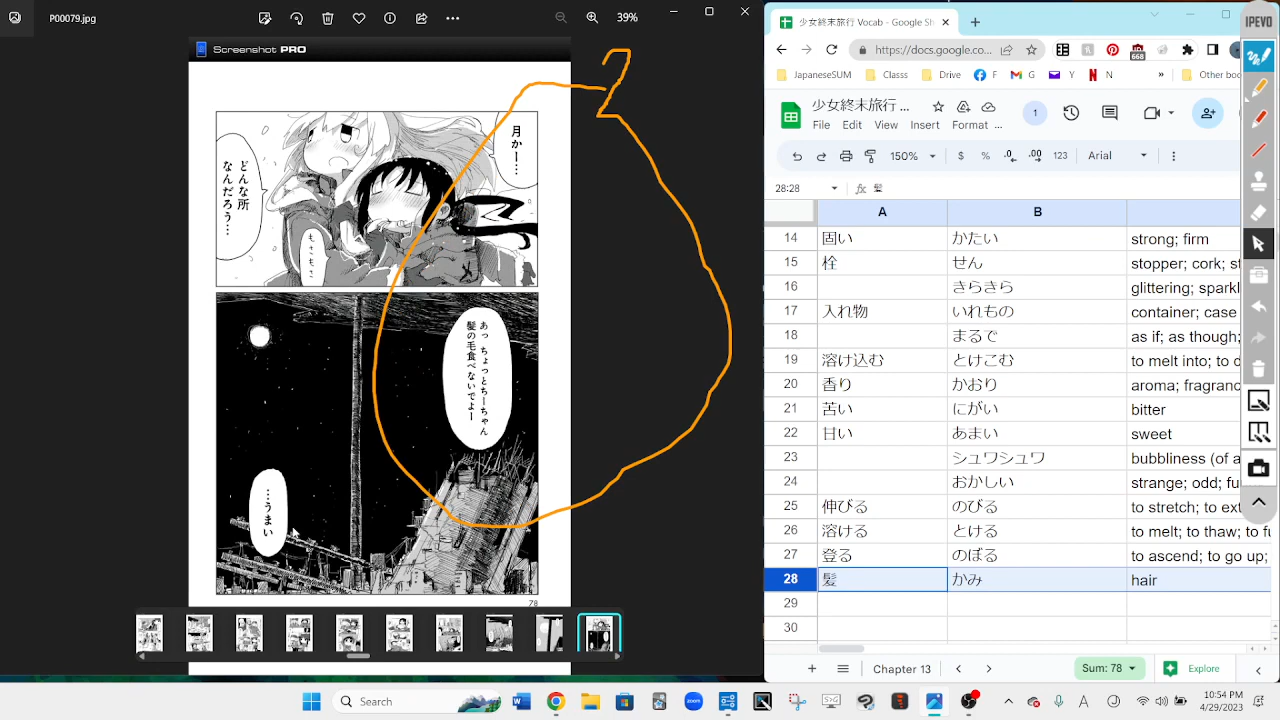 P00079.jpg
39%
Screenshot PRO
2
月かー…
どんな所
なんだろう…
もさもさ
あっ ちょっとちーちゃん
髪の毛食べないでよー
…うまい
78
少女終末旅行 Vocab - Google Sh
https://docs.google.co
668
JapaneseSUM
Classs
Drive
F
G
Y
N
»
Other boo
少女終末旅行 ...
1
File Edit View Insert Format ...
150% $ % .0 .00 123 Arial
28:28 fx 髪
A B
14 固い かたい strong; firm
15 栓 せん stopper; cork; st
16 きらきら glittering; sparkl
17 入れ物 いれもの container; case
18 まるで as if; as though;
19 溶け込む とけこむ to melt into; to d
20 香り かおり aroma; fragranc
21 苦い にがい bitter
22 甘い あまい sweet
23 シュワシュワ bubbliness (of a
24 おかしい strange; odd; fu
25 伸びる のびる to stretch; to ext
26 溶ける とける to melt; to thaw; to fu
27 登る のぼる to ascend; to go up;
28 髪 かみ hair
29
30
Chapter 13
Sum: 78
Explore
IPEVO
Search
zoom
A
10:37 PM
4/29/2023